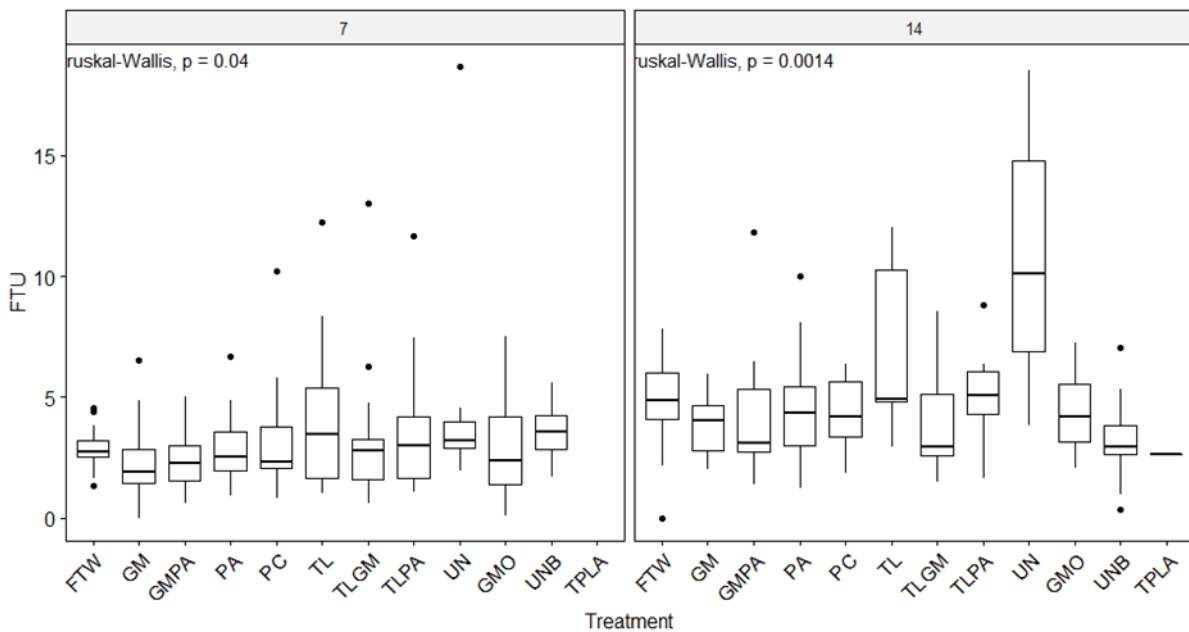 7
14
ruskal-Wallis, p = 0.04
ruskal-Wallis, p = 0.0014
FTU
15
10
5
0
FTW GM GMPA PA PC TL TLGM TLPA UN GMO UNB TPLA
FTW GM GMPA PA PC TL TLGM TLPA UN GMO UNB TPLA
Treatment